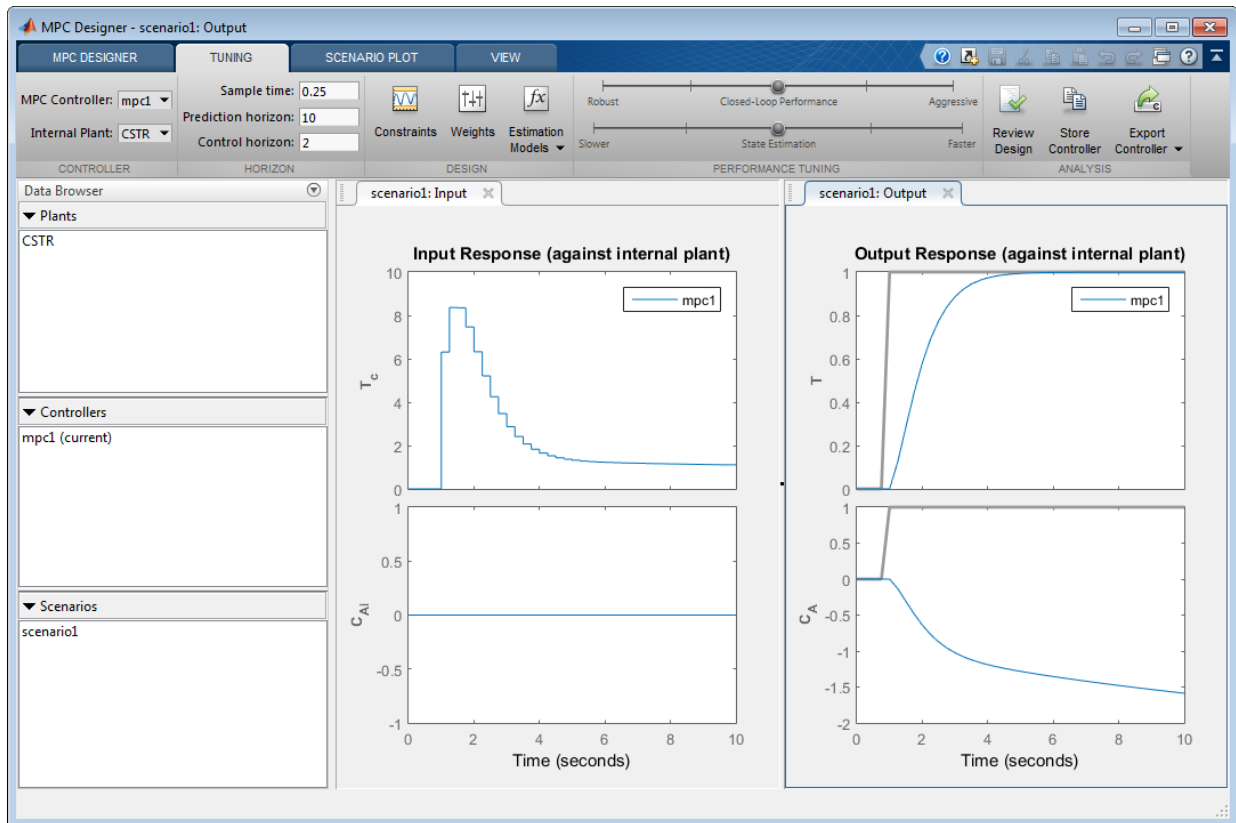 MPC Designer - scenario1: Output
MPC DESIGNER TUNING SCENARIO PLOT VIEW
MPC Controller: mpc1
Internal Plant: CSTR
CONTROLLER
Sample time: 0.25
Prediction horizon: 10
Control horizon: 2
HORIZON
Constraints Weights Estimation Models
DESIGN
Robust Closed-Loop Performance Aggressive
Slower State Estimation Faster
PERFORMANCE TUNING
Review Design Store Controller Export Controller
ANALYSIS
Data Browser
Plants
CSTR
Controllers
mpc1 (current)
Scenarios
scenario1
scenario1: Input
Input Response (against internal plant)
mpc1
10
8
6
4
2
0
Tc
1
0.5
0
-0.5
-1
CAi
0 2 4 6 8 10
Time (seconds)
scenario1: Output
Output Response (against internal plant)
mpc1
1
0.8
0.6
0.4
0.2
0
T
1
0.5
0
-0.5
-1
-1.5
-2
CA
0 2 4 6 8 10
Time (seconds)